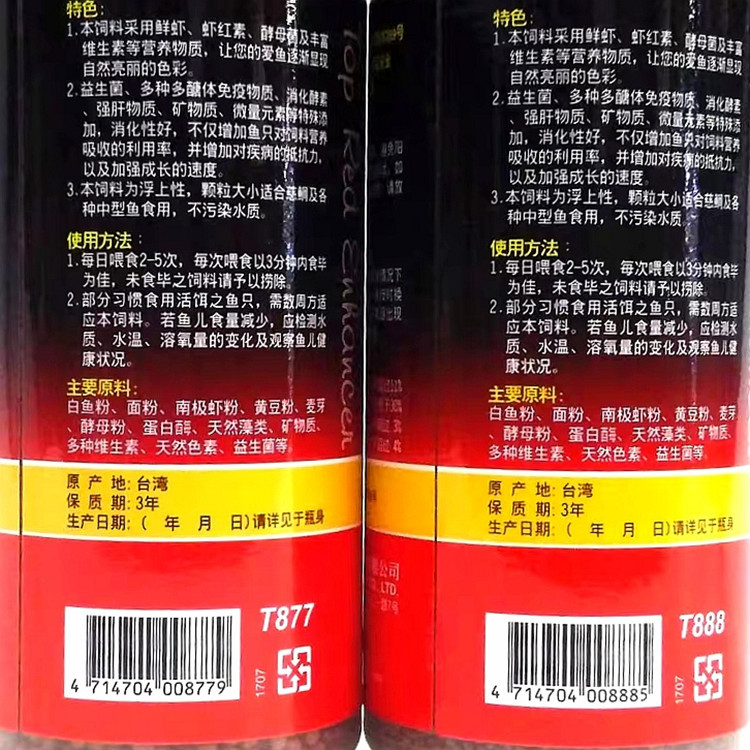 特色：
1.本饲料采用鲜虾、虾红素、酵母菌及丰富
维生素等营养物质，让您的爱鱼逐渐显现
自然亮丽的色彩。
2.益生菌、多种多醣体免疫物质、消化酵素
、强肝物质、矿物质、微量元素等特殊添
加，消化性好，不仅增加鱼只对饲料营养
吸收的利用率，并增加对疾病的抵抗力，
以及加强成长的速度。
3.本饲料为浮上性，颗粒大小适合慈鲷及各
种中型鱼食用，不污染水质。
使用方法：
1.每日喂食2-5次，每次喂食以3分钟内食毕
为佳，未食毕之饲料请予以捞除。
2.部分习惯食用活饵之鱼只，需数周方适
应本饲料。若鱼儿食量减少，应检测水
质、水温、溶氧量的变化及观察鱼儿健
康状况。
主要原料：
白鱼粉、面粉、南极虾粉、黄豆粉、麦芽
、酵母粉、蛋白酶、天然藻类、矿物质、
多种维生素、天然色素、益生菌等。
原产地：台湾
保质期：3年
生产日期：( 年 月 日)请详见于瓶身
T877
4 714704 008779
1707
Top Red Enhancer
公司
CO., LTD.
特色：
1.本饲料采用鲜虾、虾红素、酵母菌及丰富
维生素等营养物质，让您的爱鱼逐渐显现
自然亮丽的色彩。
2.益生菌、多种多醣体免疫物质、消化酵素
、强肝物质、矿物质、微量元素等特殊添
加，消化性好，不仅增加鱼只对饲料营养
吸收的利用率，并增加对疾病的抵抗力，
以及加强成长的速度。
3.本饲料为浮上性，颗粒大小适合慈鲷及各
种中型鱼食用，不污染水质。
使用方法：
1.每日喂食2-5次，每次喂食以3分钟内食毕
为佳，未食毕之饲料请予以捞除。
2.部分习惯食用活饵之鱼只，需数周方适
应本饲料。若鱼儿食量减少，应检测水
质、水温、溶氧量的变化及观察鱼儿健
康状况。
主要原料：
白鱼粉、面粉、南极虾粉、黄豆粉、麦芽
、酵母粉、蛋白酶、天然藻类、矿物质、
多种维生素、天然色素、益生菌等。
原产地：台湾
保质期：3年
生产日期：( 年 月 日)请详见于瓶身
T888
4 714704 008885
1707